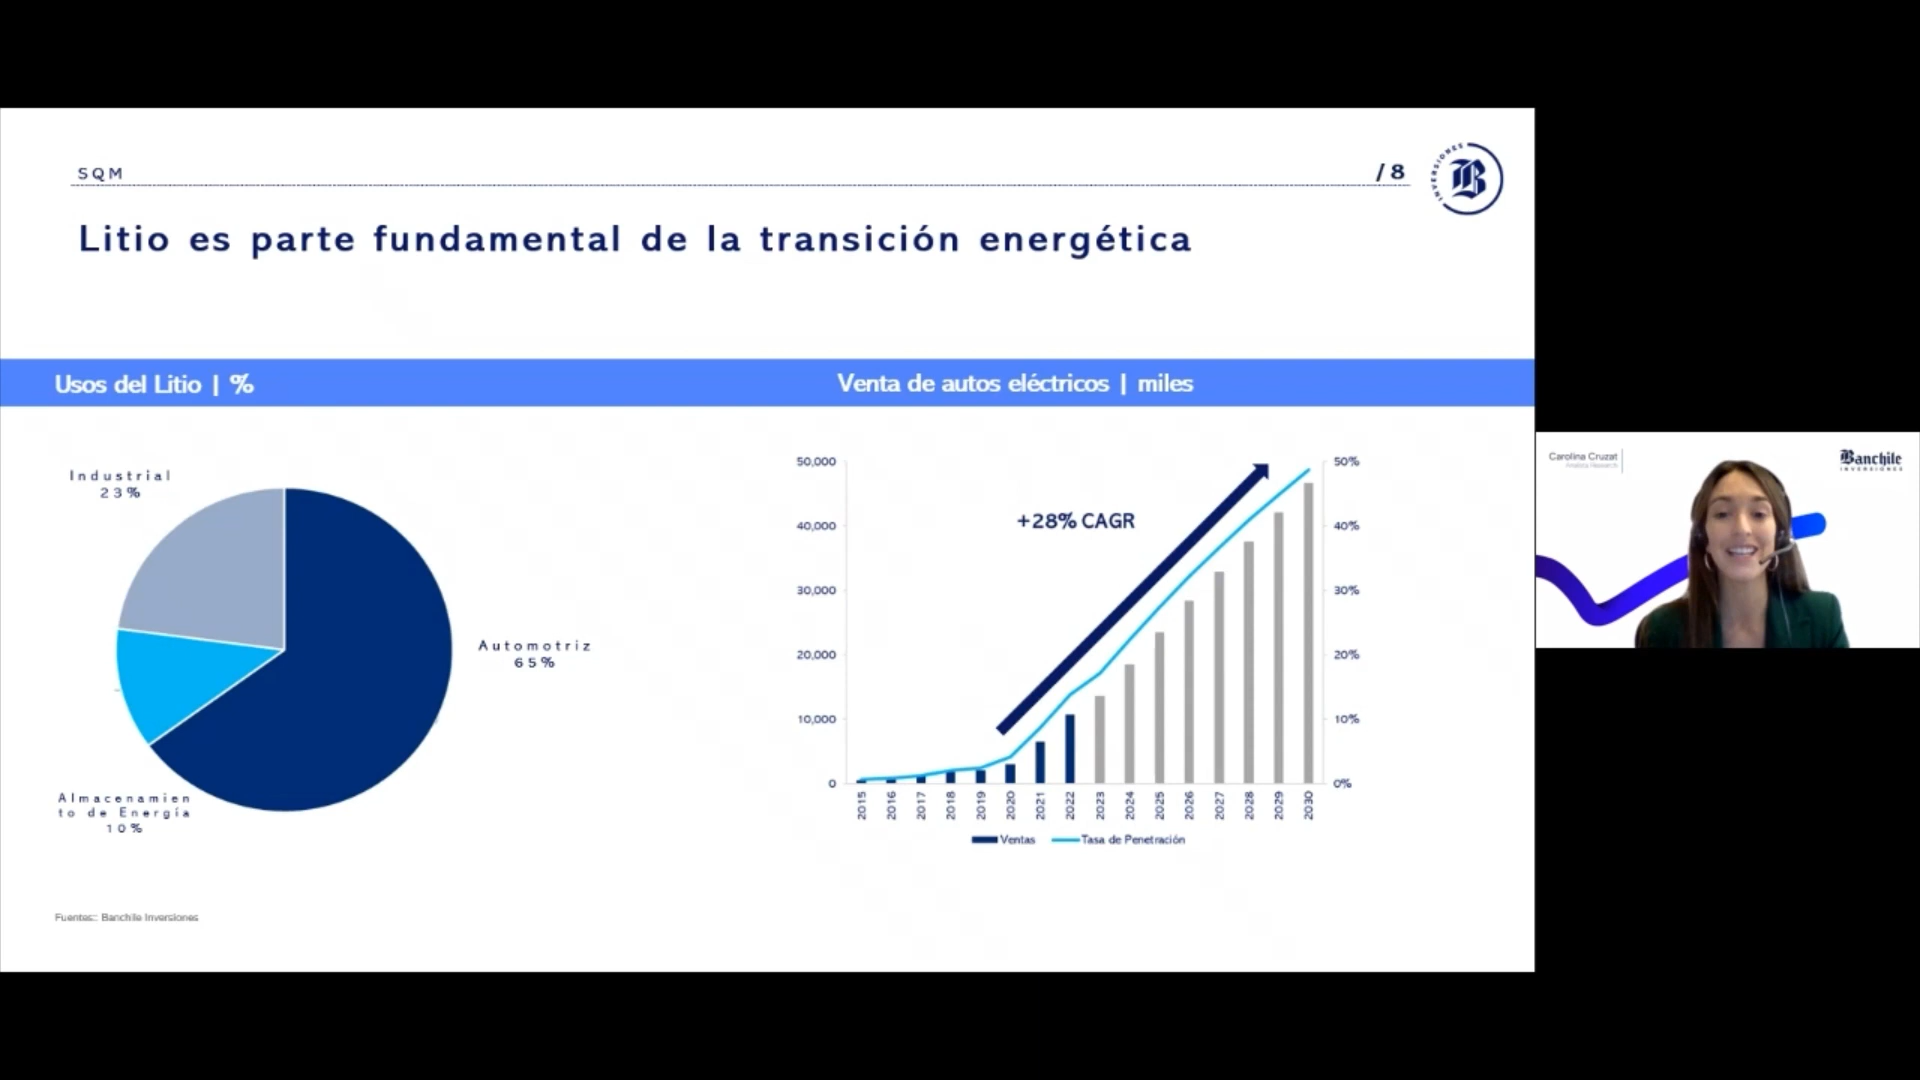 SQM
/ 8
INVERSIONES
B
Litio es parte fundamental de la transición energética
Usos del Litio | %
Venta de autos eléctricos | miles
Industrial
23%
Automotriz
65%
Almacenamien
to de Energía
10%
50,000
40,000
30,000
20,000
10,000
0
+28% CAGR
50%
40%
30%
20%
10%
0%
2015
2016
2017
2018
2019
2020
2021
2022
2023
2024
2025
2026
2027
2028
2029
2030
Ventas
Tasa de Penetración
Fuentes:: Banchile Inversiones
Carolina Cruzat
Analista Research
Banchile
INVERSIONES